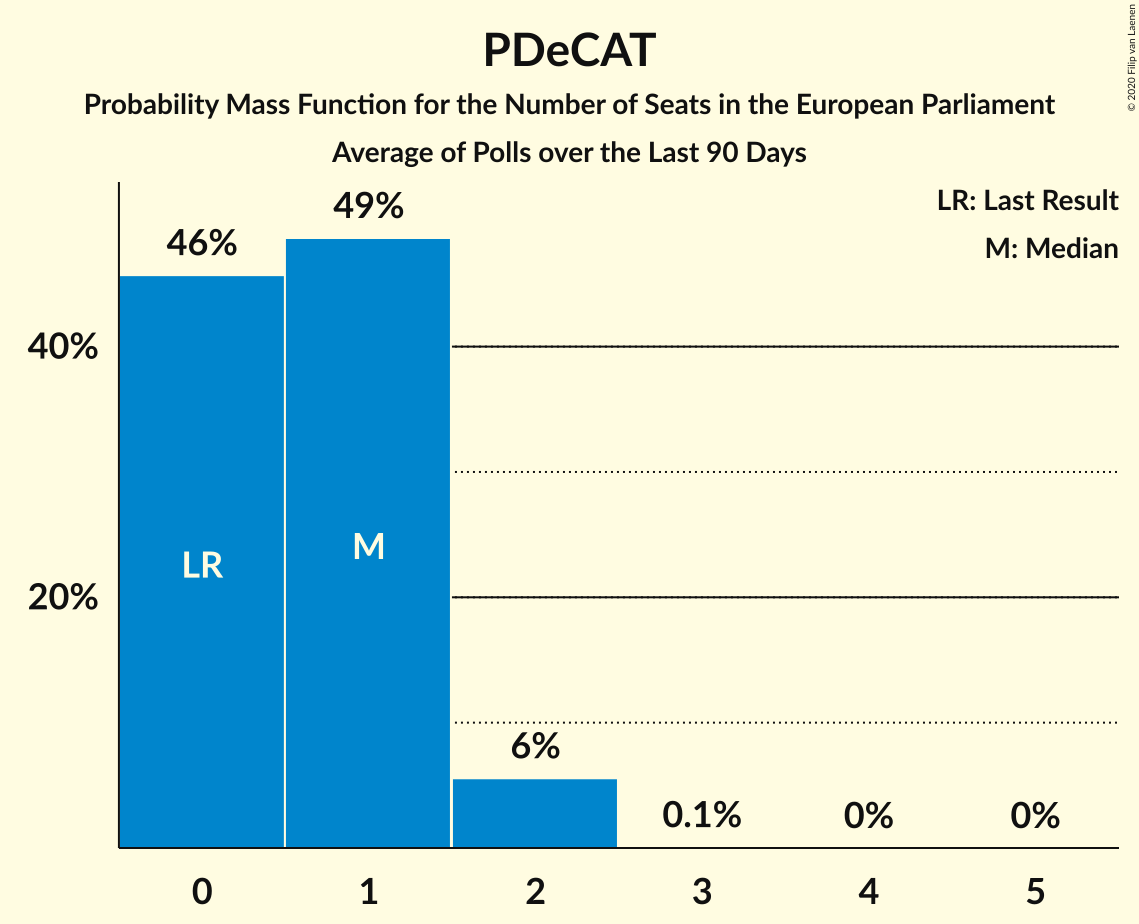 PDeCAT
Probability Mass Function for the Number of Seats in the European Parliament
Average of Polls over the Last 90 Days
© 2020 Filip van Laenen
LR: Last Result
M: Median
49%
46%
40%
20%
LR
M
6%
0.1%
0%
0%
0 1 2 3 4 5